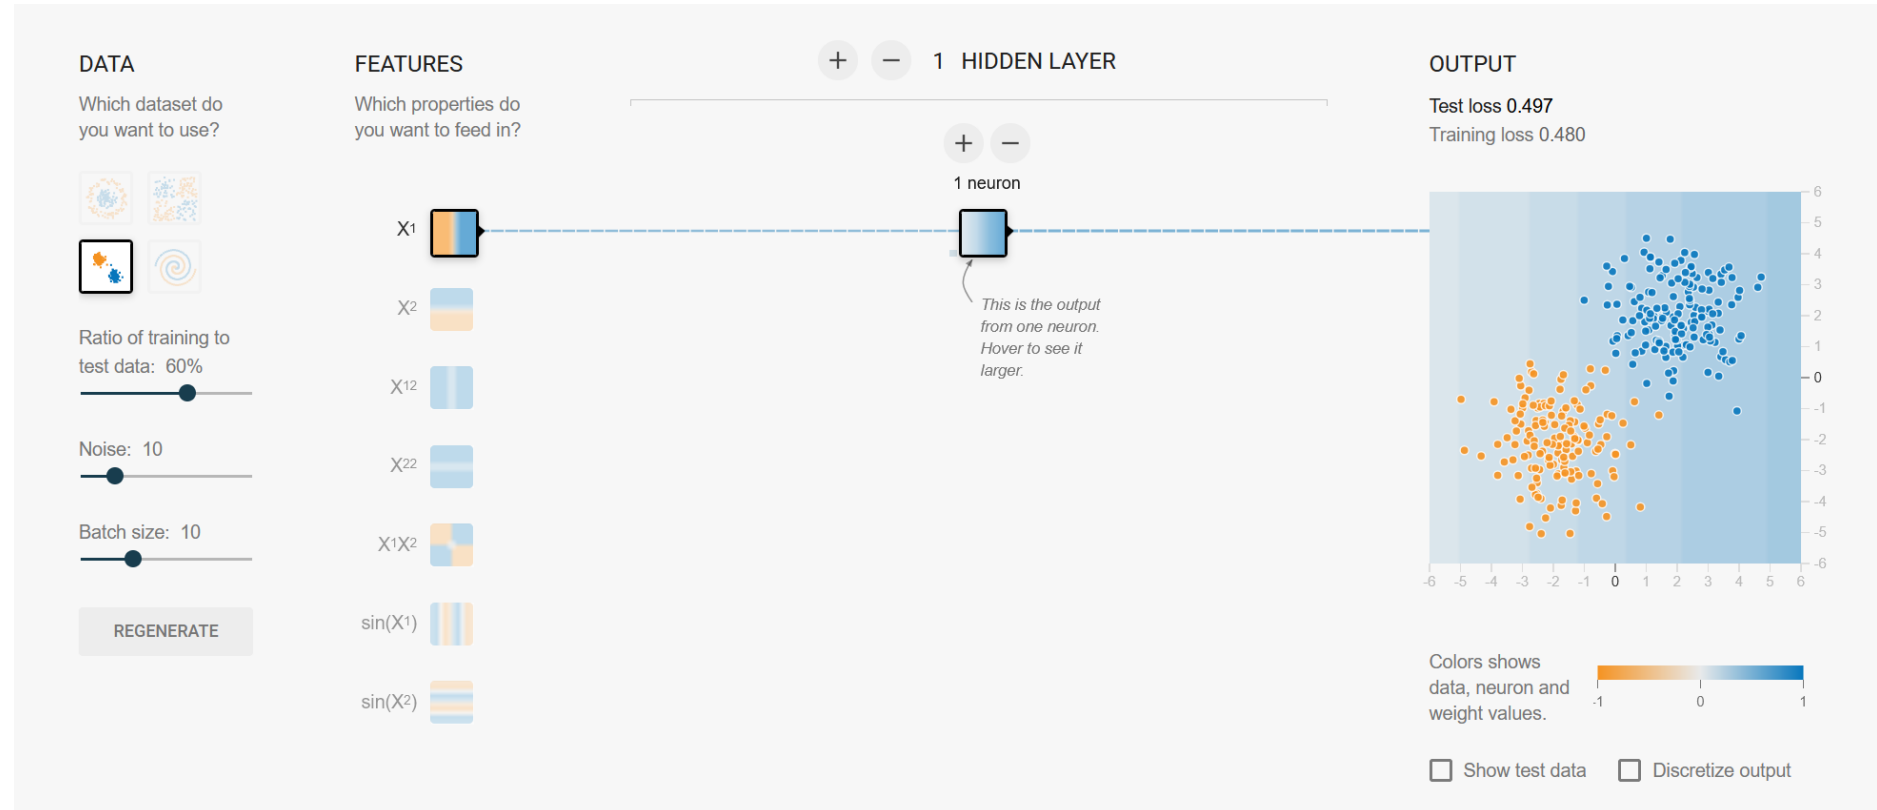 DATA
Which dataset do
you want to use?
Ratio of training to
test data: 60%
Noise: 10
Batch size: 10
REGENERATE
FEATURES
Which properties do
you want to feed in?
X1
X2
X12
X22
X1X2
sin(X1)
sin(X2)
+ − 1 HIDDEN LAYER
+ −
1 neuron
This is the output
from one neuron.
Hover to see it
larger.
OUTPUT
Test loss 0.497
Training loss 0.480
6
5
4
3
2
1
0
-1
-2
-3
-4
-5
-6
-6 -5 -4 -3 -2 -1 0 1 2 3 4 5 6
Colors shows
data, neuron and
weight values.
-1 0 1
Show test data
Discretize output